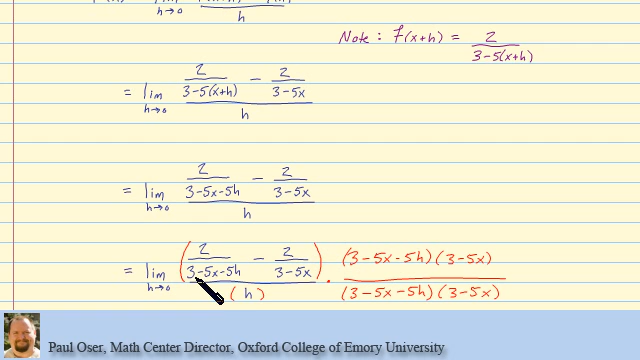 h→0 h
Note: f(x+h) = 2 / (3-5(x+h))
= lim h→0 (2/(3-5(x+h)) - 2/(3-5x)) / h
= lim h→0 (2/(3-5x-5h) - 2/(3-5x)) / h
= lim h→0 (2/(3-5x-5h) - 2/(3-5x)) / (h) · (3-5x-5h)(3-5x) / (3-5x-5h)(3-5x)
Paul Oser, Math Center Director, Oxford College of Emory University